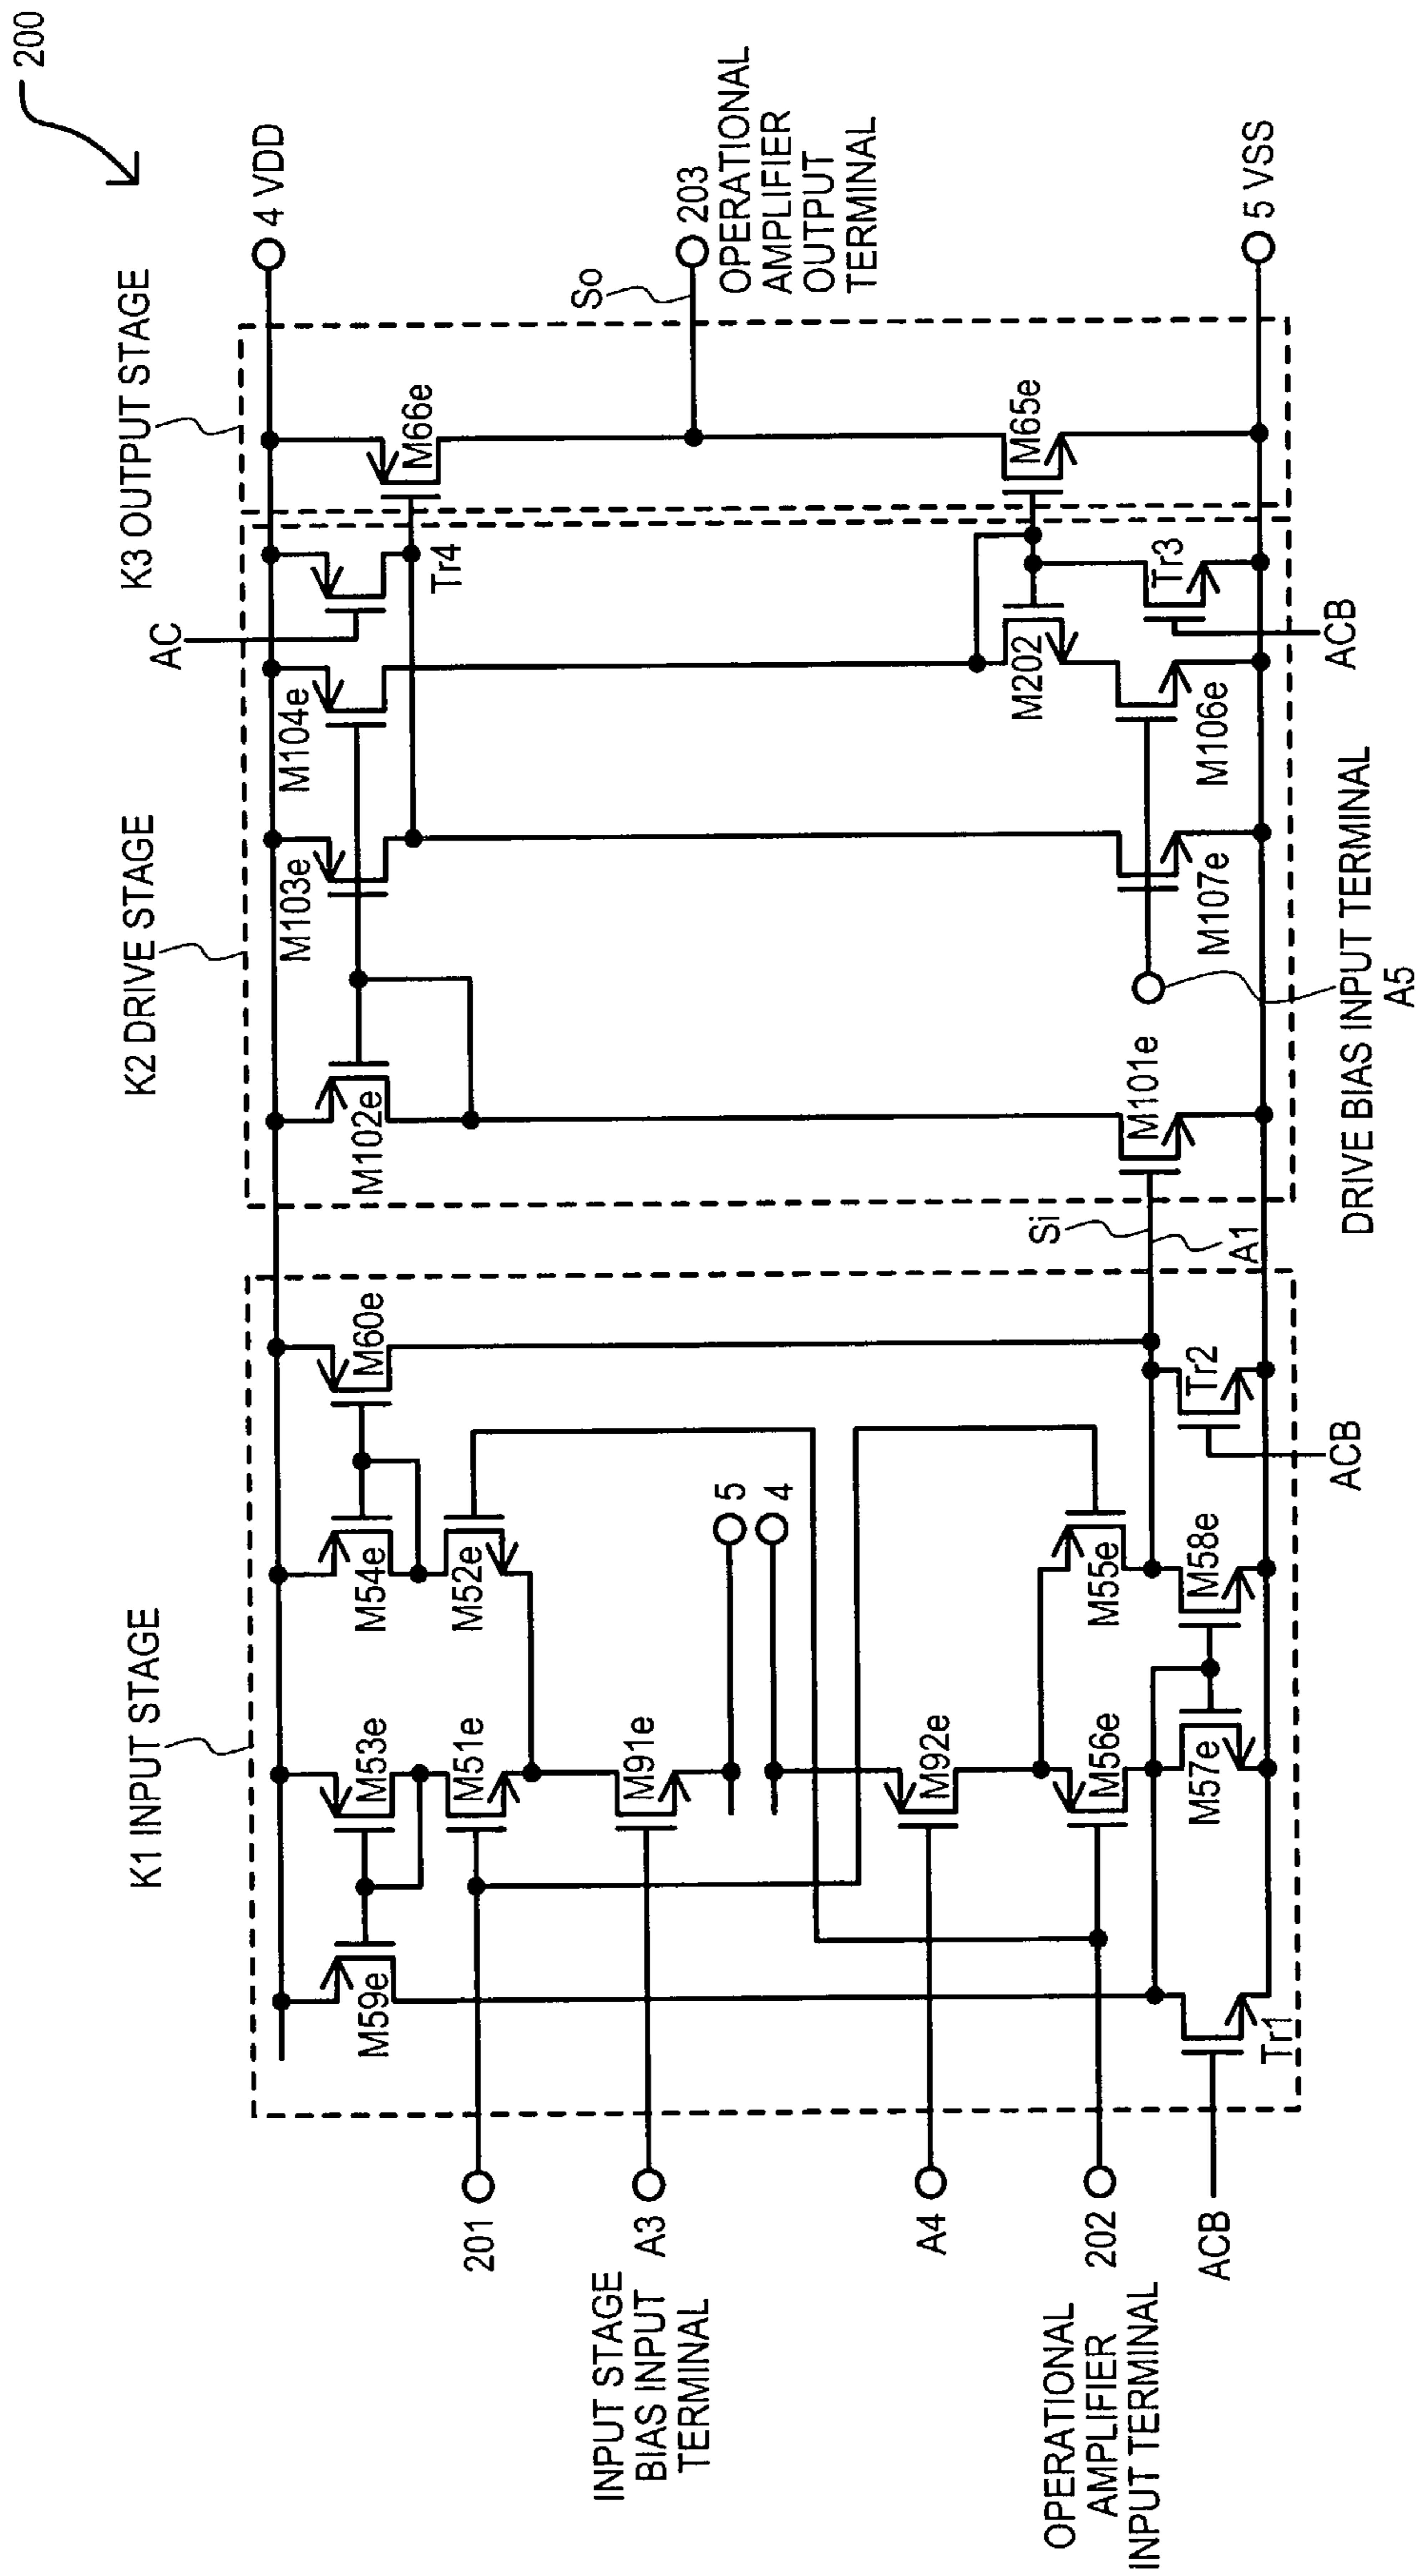 200
K1 INPUT STAGE
K2 DRIVE STAGE
K3 OUTPUT STAGE
4 VDD
M59e
M53e
M54e
M60e
M102e
M103e
M104e
AC
Tr4
M66e
201
M51e
M52e
So
203
OPERATIONAL
AMPLIFIER
OUTPUT
TERMINAL
INPUT STAGE
BIAS INPUT
TERMINAL
A3
M91e
5
4
A4
M92e
OPERATIONAL
AMPLIFIER
INPUT TERMINAL
202
M56e
M55e
Si
A1
M101e
M202
M65e
ACB
Tr1
M57e
M58e
Tr2
ACB
M107e
M106e
Tr3
ACB
5 VSS
DRIVE BIAS INPUT TERMINAL
A5